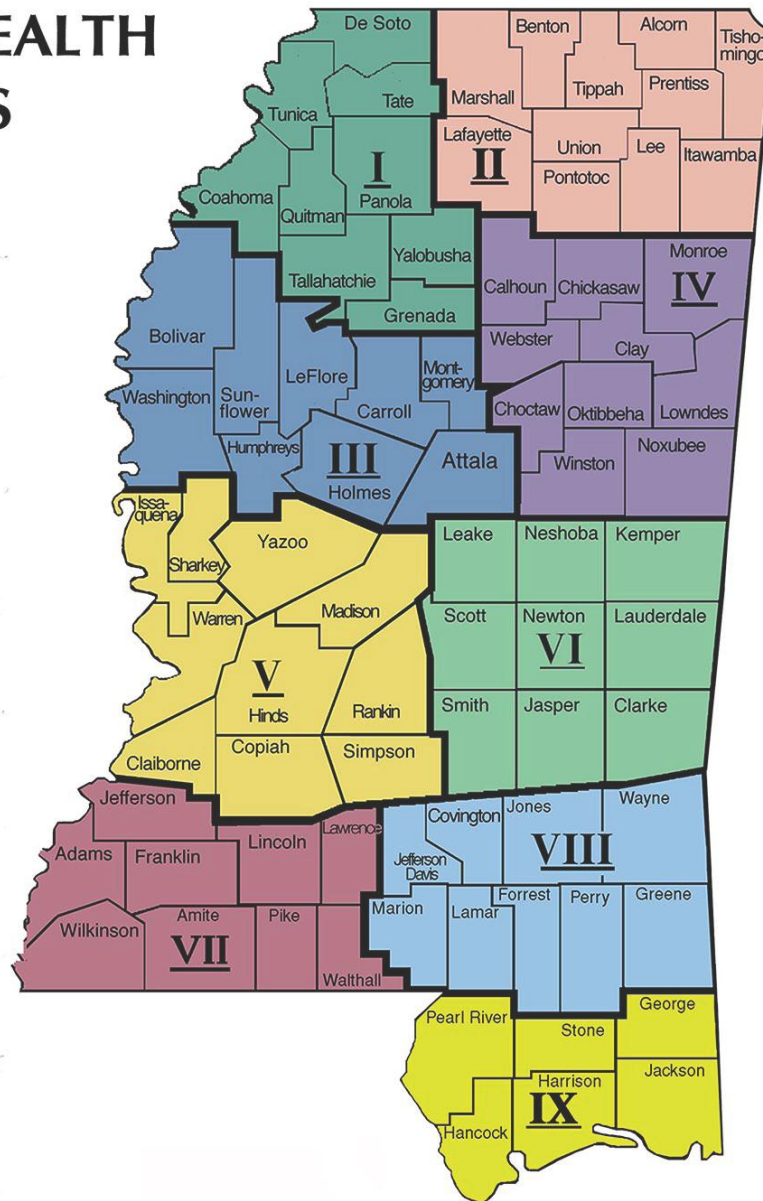 EALTH
S
De Soto
Tate
Tunica
I
Panola
Coahoma
Quitman
Yalobusha
Tallahatchie
Grenada
Benton
Alcorn
Tisho-
mingo
Marshall
Tippah
Prentiss
Lafayette
II
Union
Lee
Itawamba
Pontotoc
Bolivar
LeFlore
Mont-
gomery
Washington
Sun-
flower
Carroll
Humphreys
III
Holmes
Attala
Monroe
Calhoun
Chickasaw
IV
Webster
Clay
Choctaw
Oktibbeha
Lowndes
Winston
Noxubee
Issa-
quena
Sharkey
Yazoo
Warren
Madison
V
Hinds
Rankin
Claiborne
Copiah
Simpson
Leake
Neshoba
Kemper
Scott
Newton
Lauderdale
VI
Smith
Jasper
Clarke
Jefferson
Lincoln
Lawrence
Adams
Franklin
Wilkinson
Amite
Pike
VII
Walthall
Covington
Jones
Wayne
Jefferson
Davis
VIII
Marion
Lamar
Forrest
Perry
Greene
Pearl River
Stone
George
Harrison
Jackson
IX
Hancock